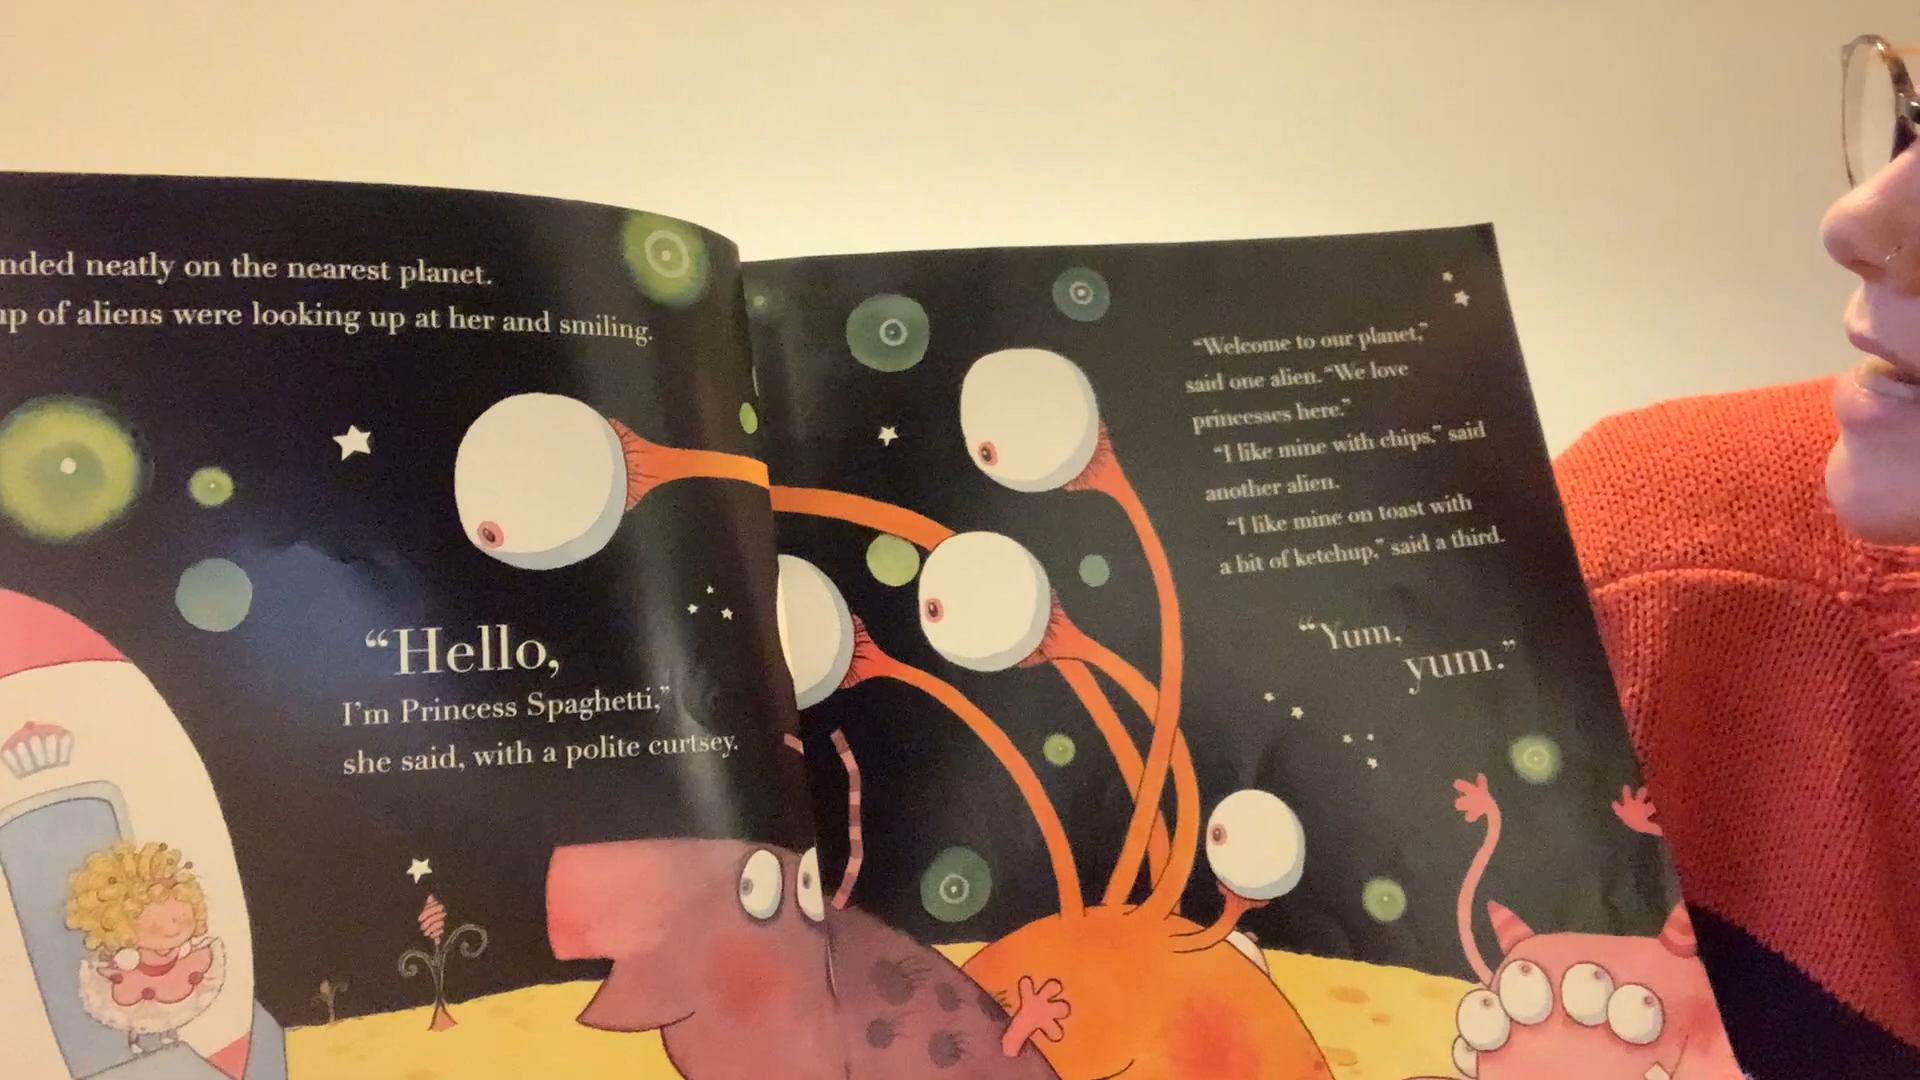 neatly on the nearest planet.
of aliens were looking up at her and smiling.
“Hello,
I’m Princess Spaghetti,”
she said, with a polite curtsey.
“Welcome to our planet,”
said one alien. “We love
princesses here.”
“I like mine with chips,” said
another alien.
“I like mine on toast with
a bit of ketchup,” said a third.
“Yum,
yum.”